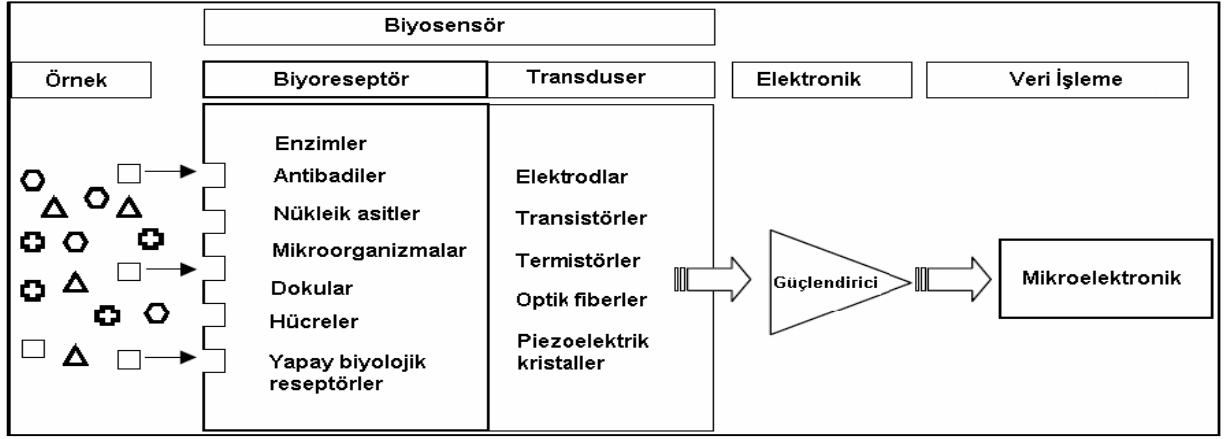 Biyosensör
Örnek
Biyoreseptör
Transduser
Elektronik
Veri İşleme
Enzimler
Antibadiler
Nükleik asitler
Mikroorganizmalar
Dokular
Hücreler
Yapay biyolojik
reseptörler
Elektrodlar
Transistörler
Termistörler
Optik fiberler
Piezoelektrik
kristaller
Güçlendirici
Mikroelektronik